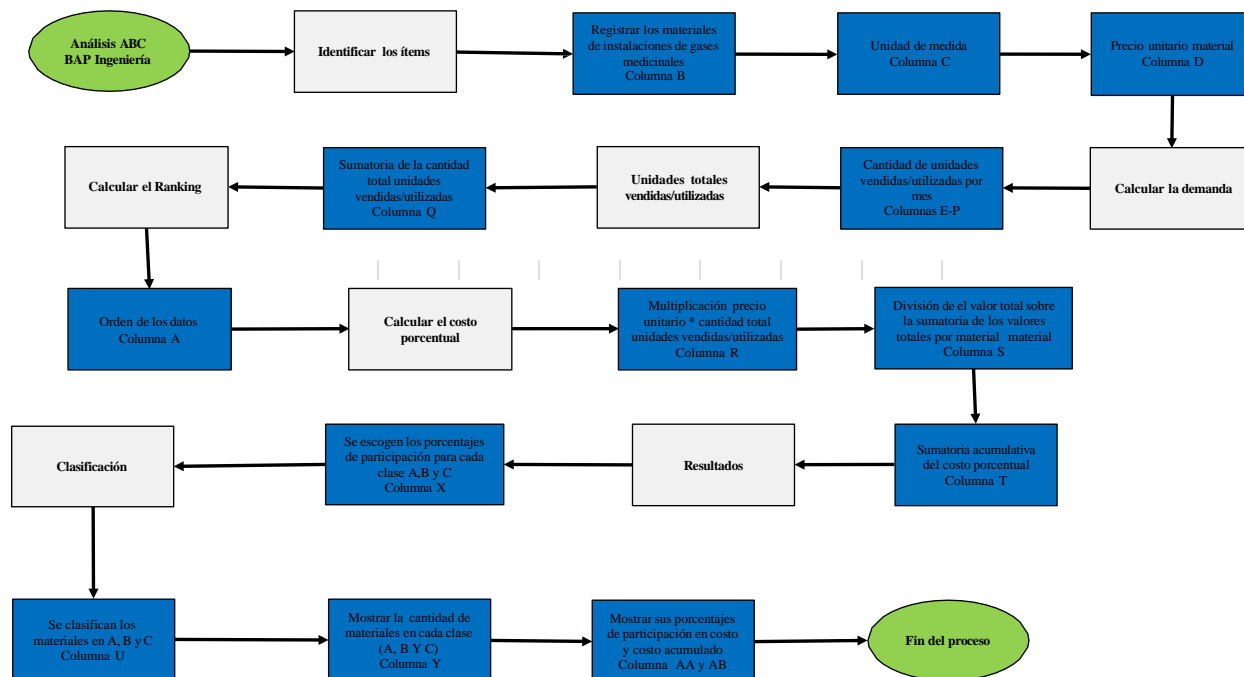 Análisis ABC
BAP Ingeniería
Identificar los ítems
Registrar los materiales
de instalaciones de gases
medicinales
Columna B
Unidad de medida
Columna C
Precio unitario material
Columna D
Calcular la demanda
Cantidad de unidades
vendidas/utilizadas por
mes
Columnas E-P
Unidades totales
vendidas/utilizadas
Sumatoria de la cantidad
total unidades
vendidas/utilizadas
Columna Q
Calcular el Ranking
Orden de los datos
Columna A
Calcular el costo
porcentual
Multiplicación precio
unitario * cantidad total
unidades vendidas/utilizadas
Columna R
División de el valor total sobre
la sumatoria de los valores
totales por material material
Columna S
Sumatoria acumulativa
del costo porcentual
Columna T
Resultados
Se escogen los porcentajes
de participación para cada
clase A,B y C
Columna X
Clasificación
Se clasifican los
materiales en A, B y C
Columna U
Mostrar la cantidad de
materiales en cada clase
(A, B Y C)
Columna Y
Mostrar sus porcentajes
de participación en costo
y costo acumulado
Columna AA y AB
Fin del proceso